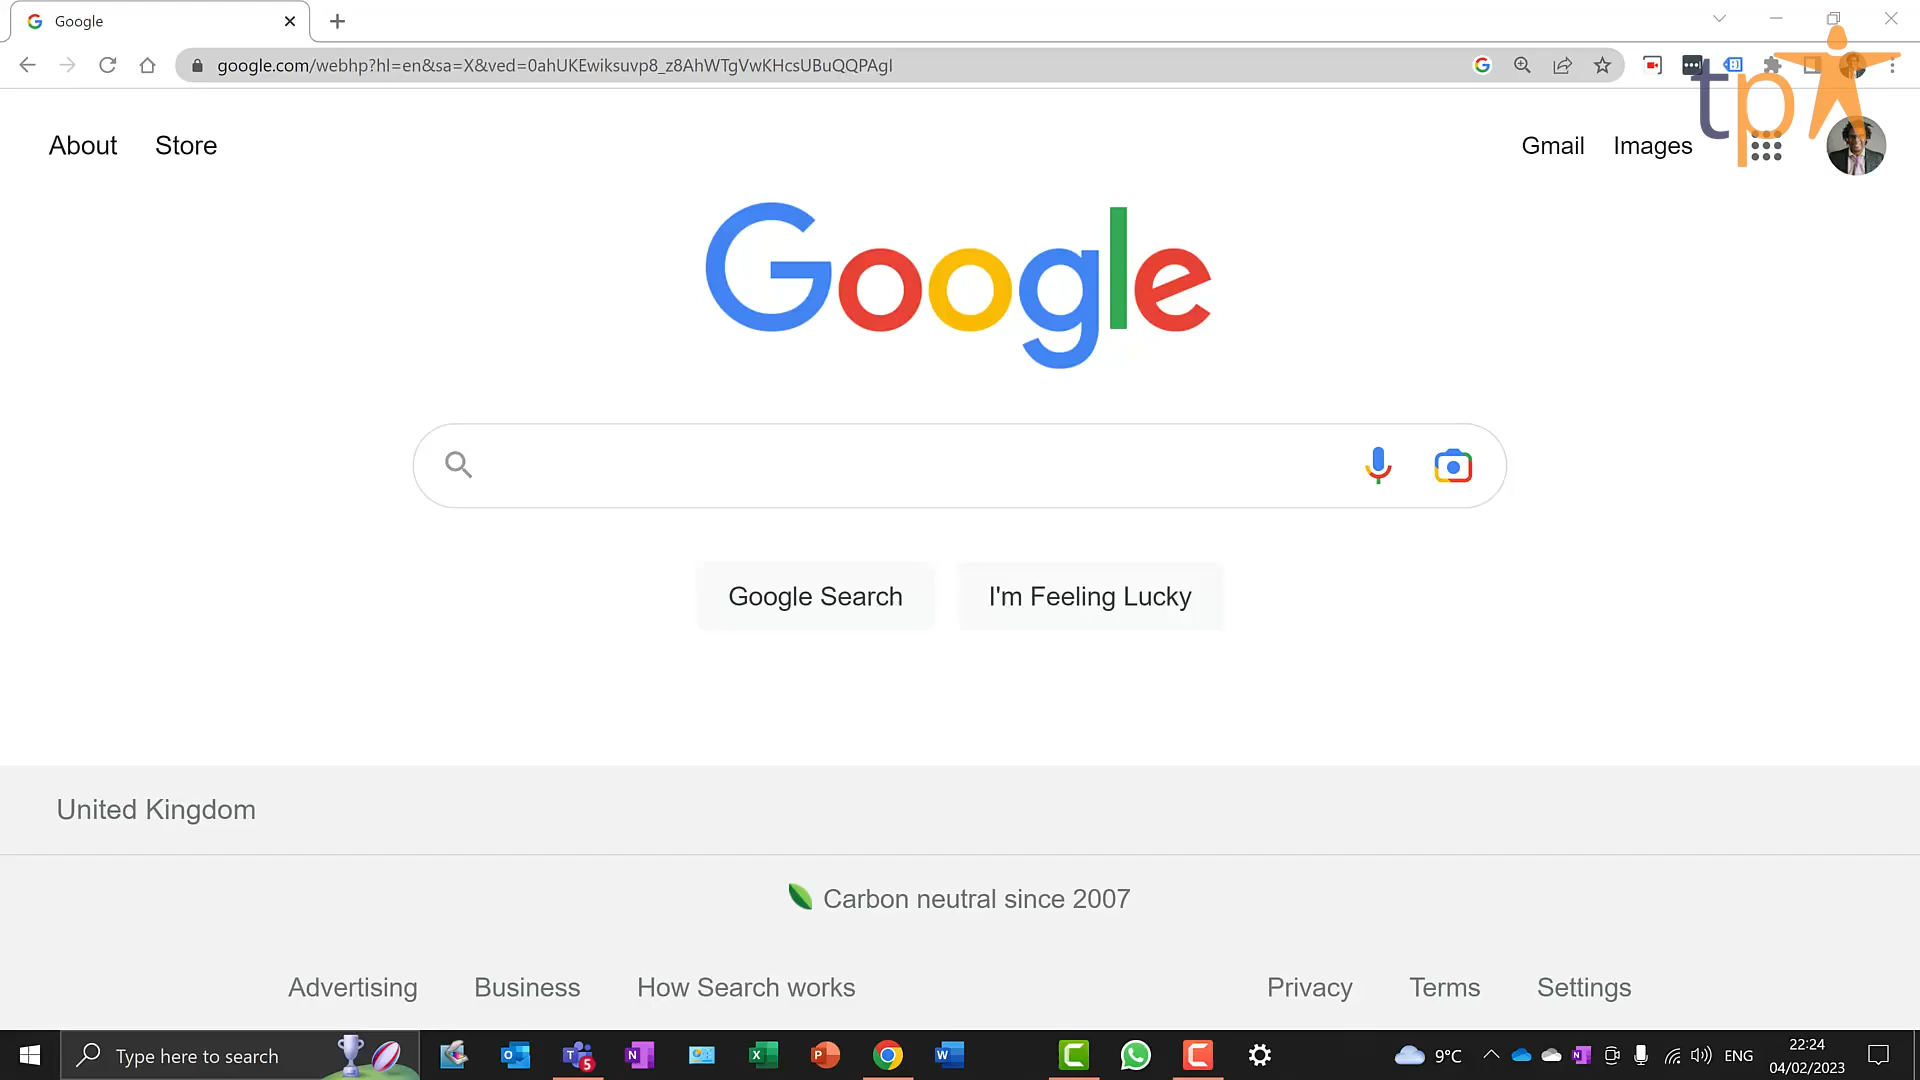 Google
google.com/webhp?hl=en&sa=X&ved=0ahUKEwiksuvp8_z8AhWTgVwKHcsUBuQQPAgI
tp
About Store
Gmail Images
Google
Google Search I'm Feeling Lucky
United Kingdom
Carbon neutral since 2007
Advertising Business How Search works
Privacy Terms Settings
Type here to search
5
9°C
ENG
22:24
04/02/2023